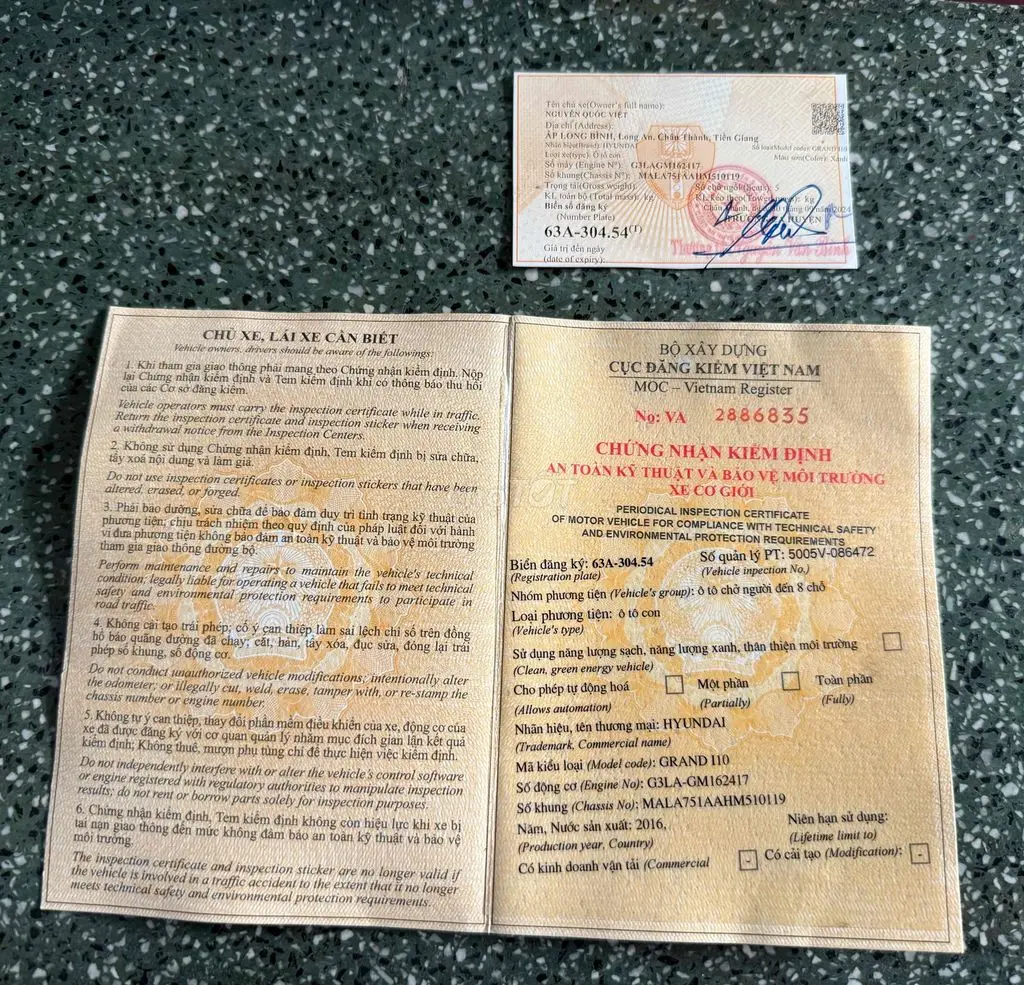 Tên chủ xe(Owner's full name):
NGUYỄN QUỐC VIỆT
Địa chỉ (Address):
ẤP LONG BÌNH, Long An, Châu Thành, Tiền Giang
Nhãn hiệu(Brand): HYUNDAI Số loại(Model code): GRAND I10
Loại xe(type): Ô tô con Màu sơn(Color): Xanh
Số máy (Engine Nº): G3LAGM162417
Số khung(Chassis Nº): MALA751AAHM510119
Trọng tải(Gross weight): Số chỗ ngồi(Seats): 5
KL toàn bộ (Total mass): kg KL kéo theo(Tower mass): kg
Biển số đăng ký
(Number Plate)
63A-304.54(T)
Giá trị đến ngày
(date of expiry):
CHỦ XE, LÁI XE CẦN BIẾT
Vehicle owners, drivers should be aware of the followings:
1. Khi tham gia giao thông phải mang theo Chứng nhận kiểm định. Nộp
lại Chứng nhận kiểm định và Tem kiểm định khi có thông báo thu hồi
của các Cơ sở đăng kiểm.
Vehicle operators must carry the inspection certificate while in traffic.
Return the inspection certificate and inspection sticker when receiving
a withdrawal notice from the Inspection Centers.
2. Không sử dụng Chứng nhận kiểm định, Tem kiểm định bị sửa chữa,
tẩy xoá nội dung và làm giả.
Do not use inspection certificates or inspection stickers that have been
altered, erased, or forged.
3. Phải bảo dưỡng, sửa chữa để bảo đảm duy trì tình trạng kỹ thuật của
phương tiện; chịu trách nhiệm theo quy định của pháp luật đối với hành
vi đưa phương tiện không bảo đảm an toàn kỹ thuật và bảo vệ môi trường
tham gia giao thông đường bộ.
Perform maintenance and repairs to maintain the vehicle's technical
condition; legally liable for operating a vehicle that fails to meet technical
safety and environmental protection requirements to participate in
road traffic.
4. Không cải tạo trái phép; cố ý can thiệp làm sai lệch chỉ số trên đồng
hồ báo quãng đường đã chạy; cắt, hàn, tẩy xóa, đục sửa, đóng lại trái
phép số khung, số động cơ.
Do not conduct unauthorized vehicle modifications; intentionally alter
the odometer; or illegally cut, weld, erase, tamper with, or re-stamp the
chassis number or engine number.
5. Không tự ý can thiệp, thay đổi phần mềm điều khiển của xe, động cơ của
xe đã được đăng ký với cơ quan quản lý nhằm mục đích gian lận kết quả
kiểm định; Không thuê, mượn phụ tùng chỉ để thực hiện việc kiểm định.
Do not independently interfere with or alter the vehicle's control software
or engine registered with regulatory authorities to manipulate inspection
results; do not rent or borrow parts solely for inspection purposes.
6. Chứng nhận kiểm định, Tem kiểm định không còn hiệu lực khi xe bị
tai nạn giao thông đến mức không đảm bảo an toàn kỹ thuật và bảo vệ
môi trường.
The inspection certificate and inspection sticker are no longer valid if
the vehicle is involved in a traffic accident to the extent that it no longer
meets technical safety and environmental protection requirements.
BỘ XÂY DỰNG
CỤC ĐĂNG KIỂM VIỆT NAM
MOC – Vietnam Register
No: VA 2886835
CHỨNG NHẬN KIỂM ĐỊNH
AN TOÀN KỸ THUẬT VÀ BẢO VỆ MÔI TRƯỜNG
XE CƠ GIỚI
PERIODICAL INSPECTION CERTIFICATE
OF MOTOR VEHICLE FOR COMPLIANCE WITH TECHNICAL SAFETY
AND ENVIRONMENTAL PROTECTION REQUIREMENTS
Biển đăng ký: 63A-304.54 Số quản lý PT: 5005V-086472
(Registration plate) (Vehicle inspection No.)
Nhóm phương tiện (Vehicle's group): ô tô chở người đến 8 chỗ
Loại phương tiện: ô tô con
(Vehicle's type)
Sử dụng năng lượng sạch, năng lượng xanh, thân thiện môi trường
(Clean, green energy vehicle)
Cho phép tự động hoá Một phần Toàn phần
(Allows automation) (Partially) (Fully)
Nhãn hiệu, tên thương mại: HYUNDAI
(Trademark, Commercial name)
Mã kiểu loại (Model code): GRAND I10
Số động cơ (Engine No): G3LA-GM162417
Số khung (Chassis No): MALA751AAHM510119
Năm, Nước sản xuất: 2016, Niên hạn sử dụng:
(Production year, Country) (Lifetime limit to)
Có kinh doanh vận tải (Commercial - Có cải tạo (Modification): -